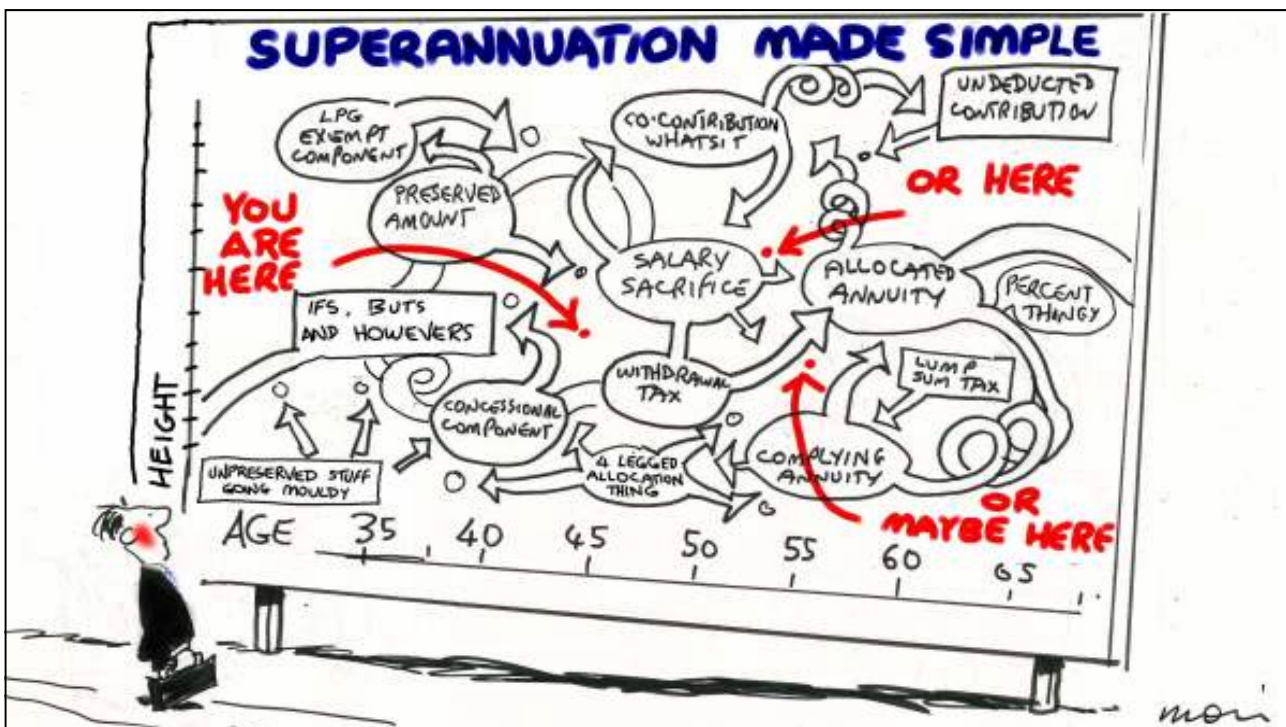 SUPERANNUATION MADE SIMPLE
LPG
EXEMPT
COMPONENT
CO-CONTRIBUTION
WHATSIT
UNDEDUCTED
CONTRIBUTION
PRESERVED
AMOUNT
OR HERE
YOU
ARE
HERE
SALARY
SACRIFICE
ALLOCATED
ANNUITY
PERCENT
THINGY
IFS, BUTS
AND HOWEVERS
WITHDRAWAL
TAX
LUMP
SUM TAX
CONCESSIONAL
COMPONENT
HEIGHT
UNPRESERVED STUFF
GOING MOULDY
4 LEGGED
ALLOCATION
THING
COMPLYING
ANNUITY
OR
MAYBE HERE
AGE 35 40 45 50 55 60 65